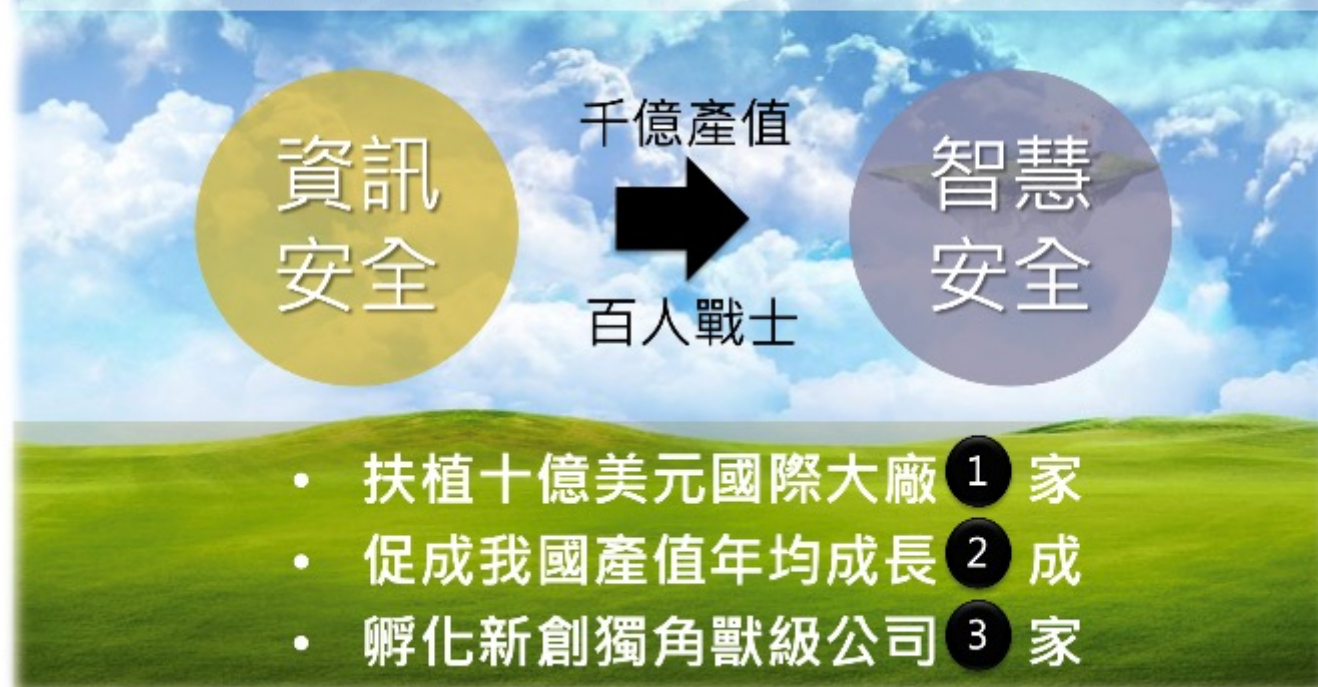 資訊
安全
千億產值
百人戰士
智慧
安全
• 扶植十億美元國際大廠 1 家
• 促成我國產值年均成長 2 成
• 孵化新創獨角獸級公司 3 家